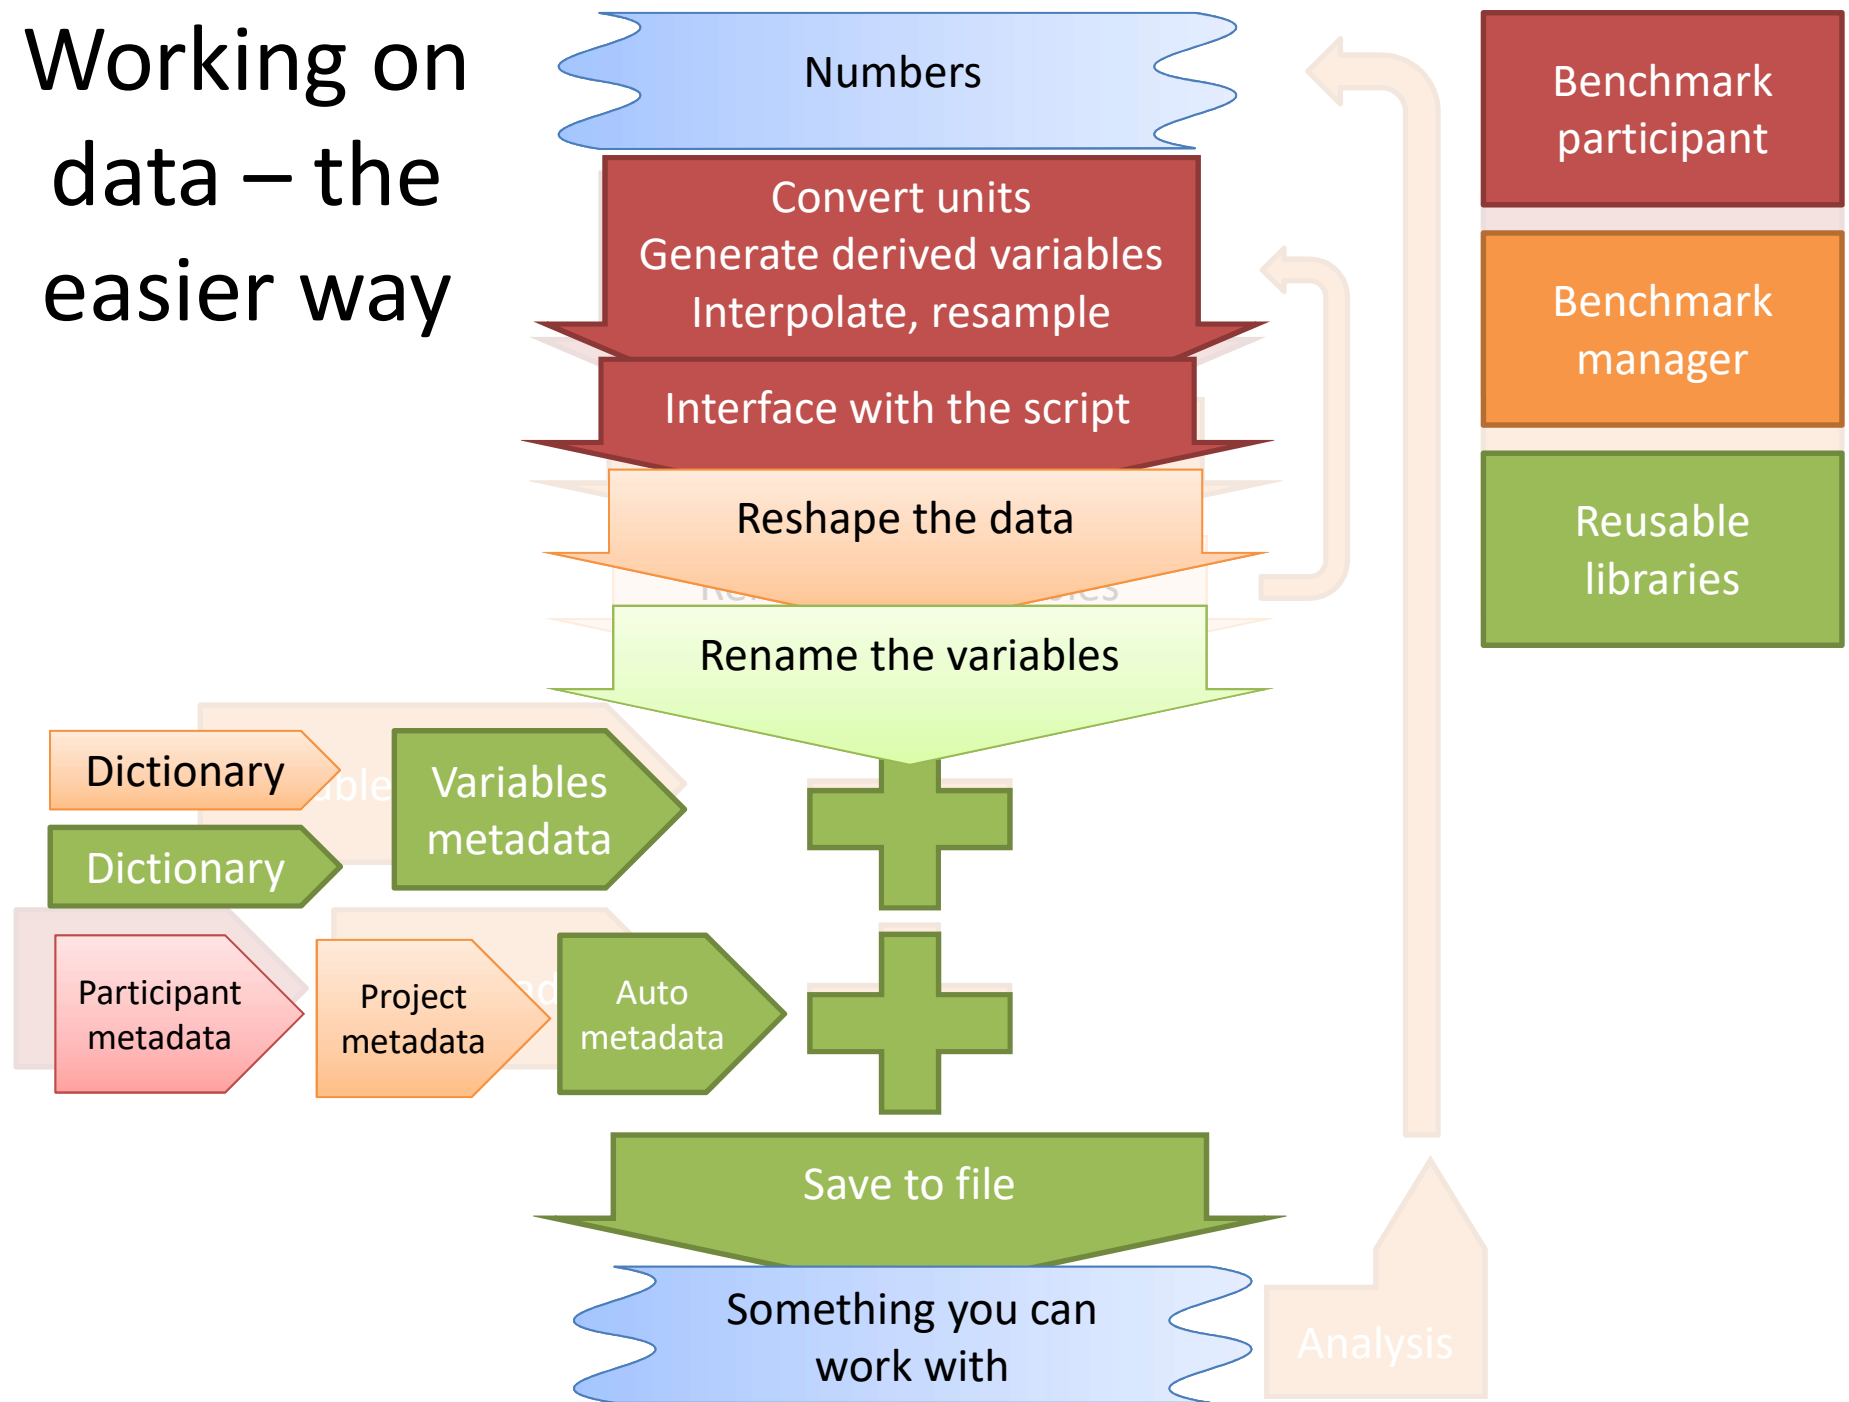 Working on
data – the
easier way
Numbers
Convert units
Generate derived variables
Interpolate, resample
Interface with the script
Reshape the data
Rename the variables
Dictionary
Dictionary
Variables
metadata
Participant
metadata
Project
metadata
Auto
metadata
Save to file
Something you can
work with
Analysis
Benchmark
participant
Benchmark
manager
Reusable
libraries